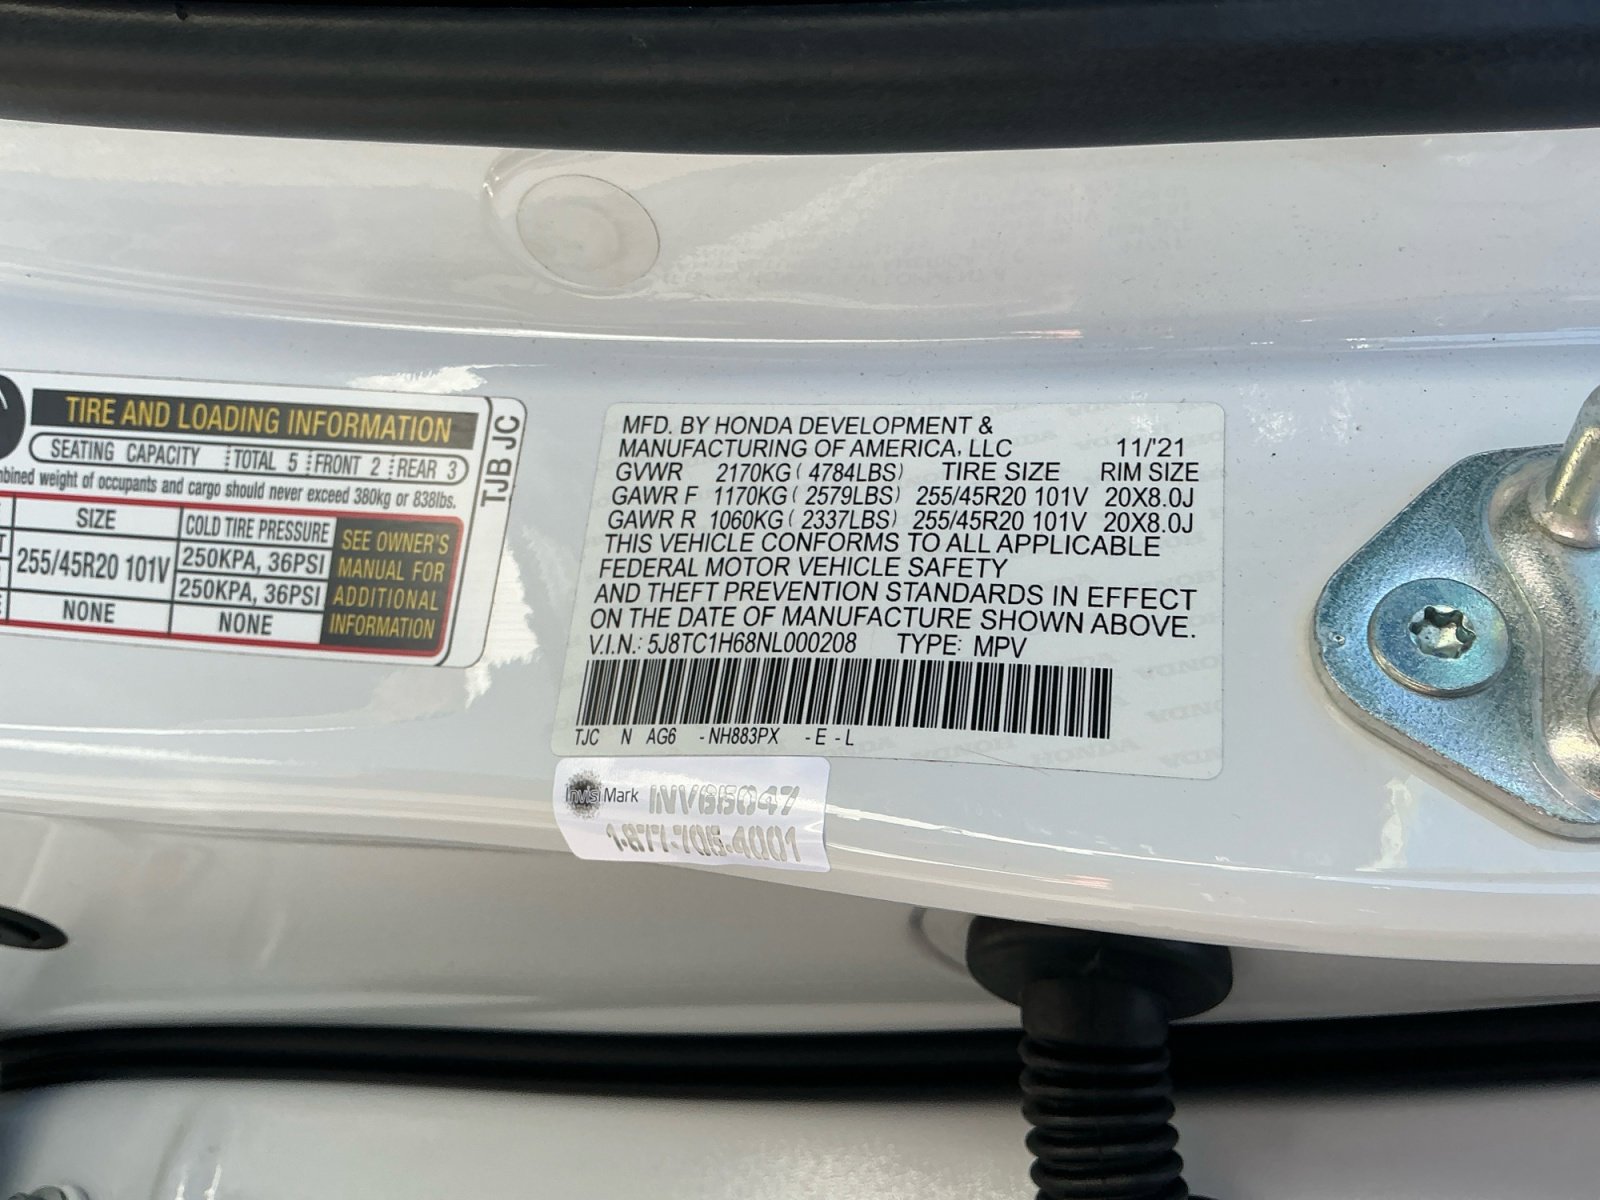 TIRE AND LOADING INFORMATION
SEATING CAPACITY TOTAL 5 FRONT 2 REAR 3
weight of occupants and cargo should never exceed 380kg or 838lbs.
SIZE COLD TIRE PRESSURE
255/45R20 101V 250KPA, 36PSI
250KPA, 36PSI
NONE NONE
SEE OWNER'S
MANUAL FOR
ADDITIONAL
INFORMATION
TJB JC
MFD. BY HONDA DEVELOPMENT &
MANUFACTURING OF AMERICA, LLC 11/'21
GVWR 2170KG ( 4784LBS) TIRE SIZE RIM SIZE
GAWR F 1170KG ( 2579LBS) 255/45R20 101V 20X8.0J
GAWR R 1060KG ( 2337LBS) 255/45R20 101V 20X8.0J
THIS VEHICLE CONFORMS TO ALL APPLICABLE
FEDERAL MOTOR VEHICLE SAFETY
AND THEFT PREVENTION STANDARDS IN EFFECT
ON THE DATE OF MANUFACTURE SHOWN ABOVE.
V.I.N.: 5J8TC1H68NL000208 TYPE: MPV
TJC N AG6 -NH883PX -E-L
InvisiMark INV65047
1-877-705-4001